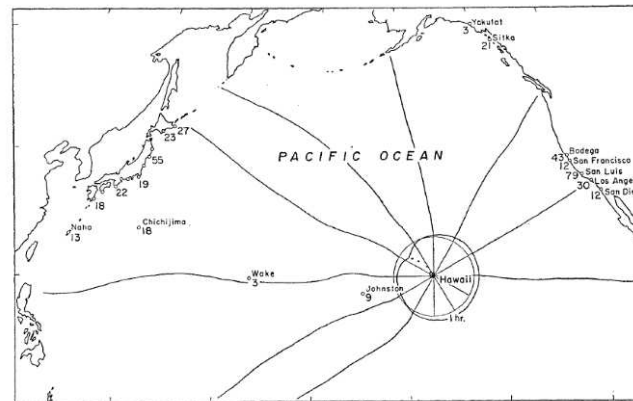 Yakutat
3
Sitka
21
PACIFIC OCEAN
27
23
55
19
22
18
Bodega
43
San Francisco
12
San Luis
79
Los Angel
30
San Di
12
Naha
13
Chichijima
18
Wake
3
Johnston
9
Hawaii
1 hr.